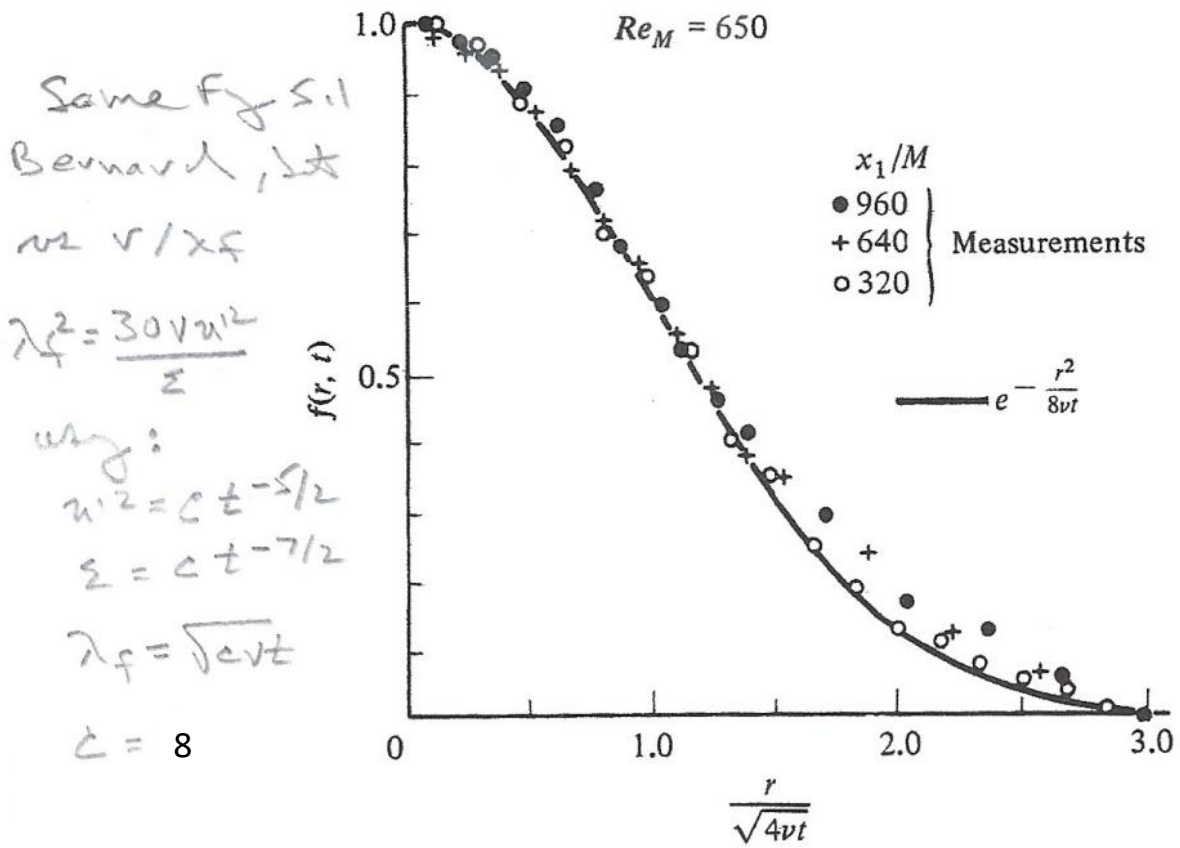 Re_M = 650
Same Fig 5.1
Bernard, but
vs r/λf
λf² = 30νu'² / ε
using:
u'² = c t^-5/2
ε = c t^-7/2
λf = √cνt
c = 8
1.0
0.5
f(r, t)
x₁/M
● 960
+ 640
○ 320
Measurements
e^-r²/8νt
0 1.0 2.0 3.0
r/√4νt